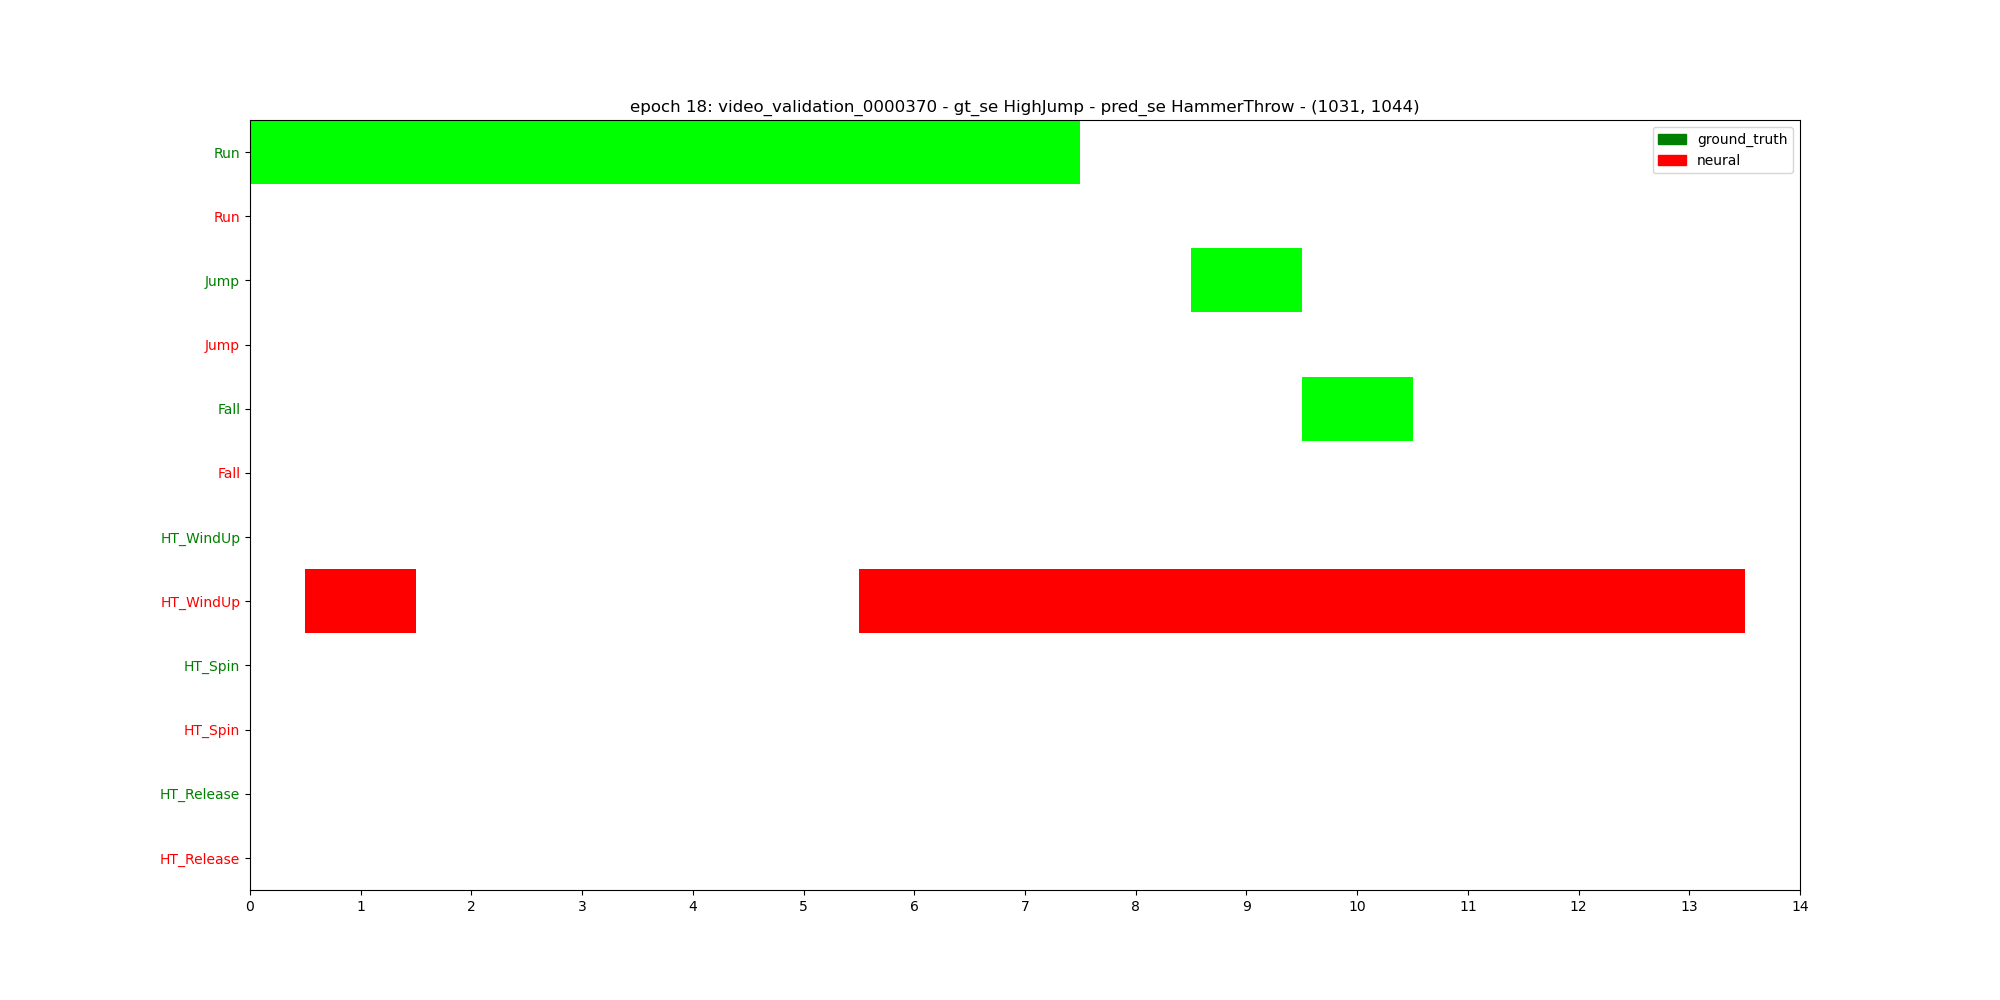 epoch 18: video_validation_0000370 - gt_se HighJump - pred_se HammerThrow - (1031, 1044)
ground_truth
neural
Run
Run
Jump
Jump
Fall
Fall
HT_WindUp
HT_WindUp
HT_Spin
HT_Spin
HT_Release
HT_Release
0 1 2 3 4 5 6 7 8 9 10 11 12 13 14